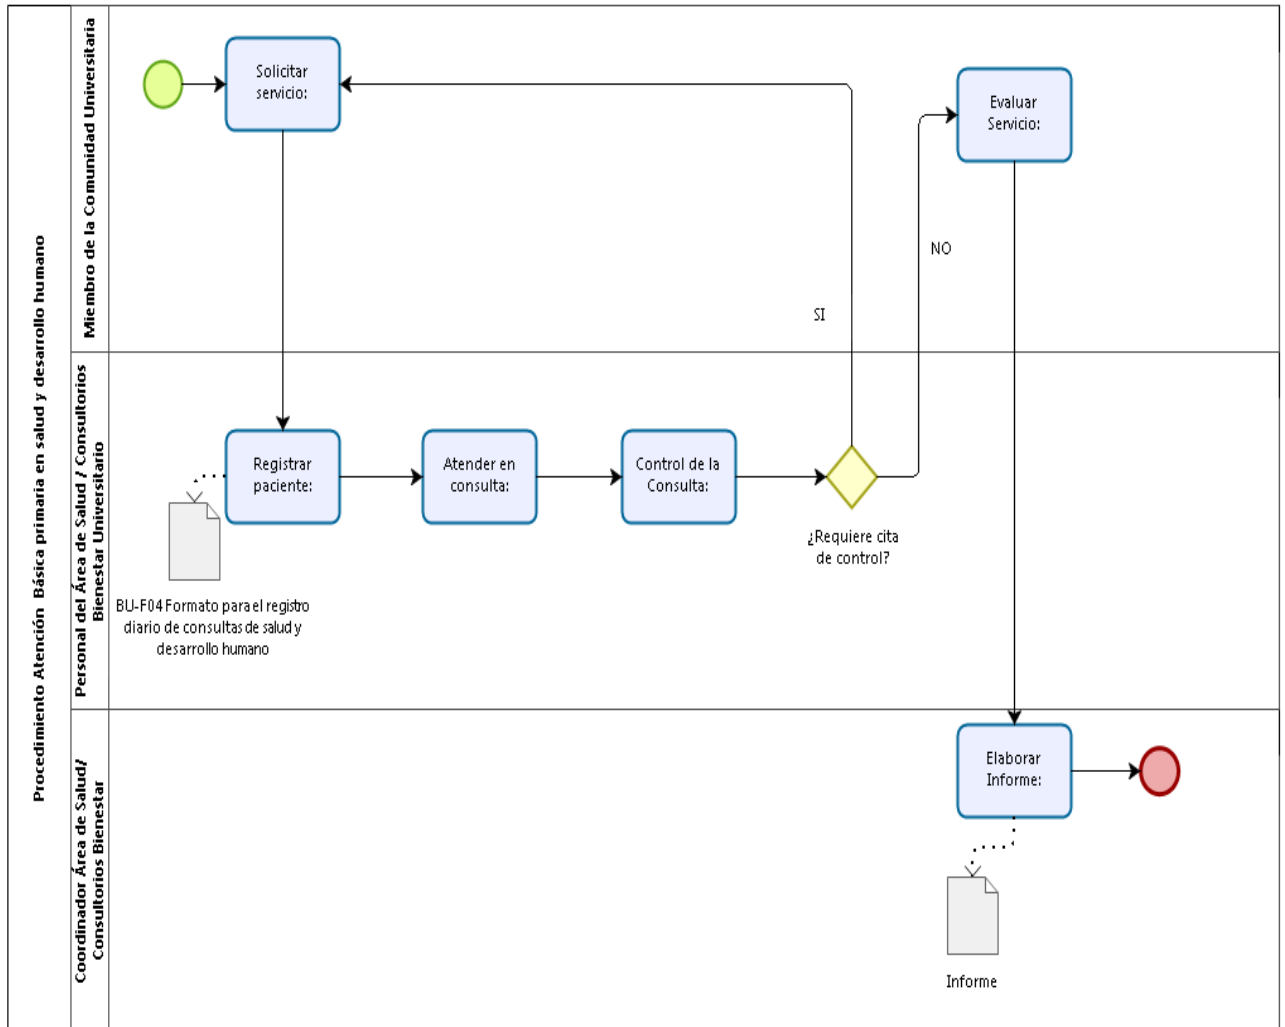 Procedimiento Atención Básica primaria en salud y desarrollo humano
Miembro de la Comunidad Universitaria
Solicitar
servicio:
Evaluar
Servicio:
SI
NO
Personal del Área de Salud / Consultorios
Bienestar Universitario
Registrar
paciente:
Atender en
consulta:
Control de la
Consulta:
¿Requiere cita
de control?
BU-F04 Formato para el registro
diario de consultas de salud y
desarrollo humano
Coordinador Área de Salud/
Consultorios Bienestar
Elaborar
Informe:
Informe